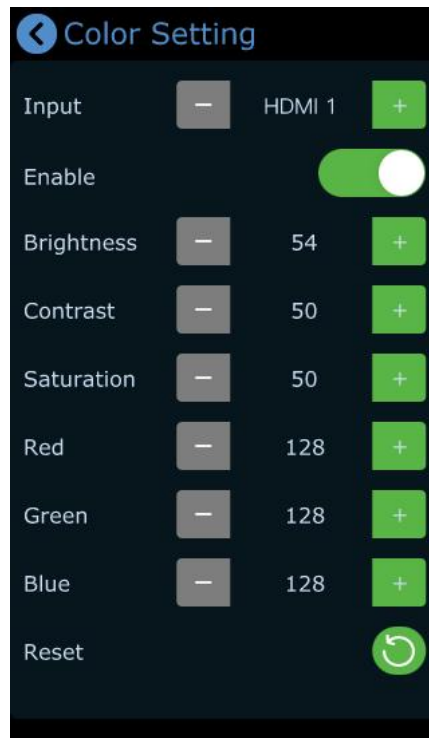 Color Setting
Input − HDMI 1 +
Enable
Brightness − 54 +
Contrast − 50 +
Saturation − 50 +
Red − 128 +
Green − 128 +
Blue − 128 +
Reset